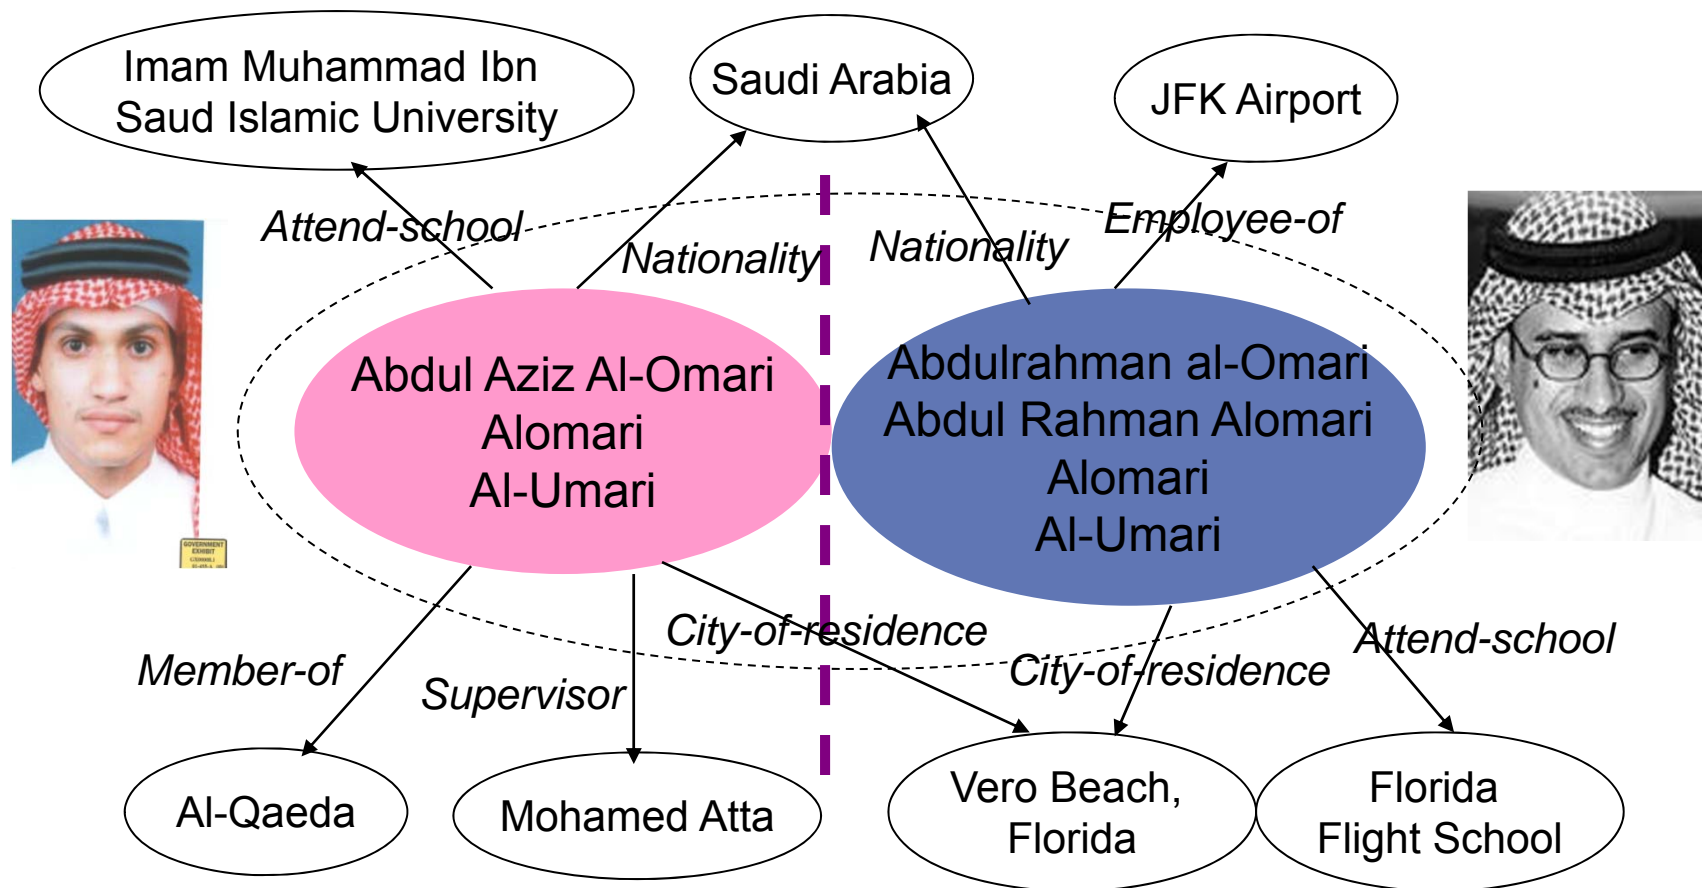 Imam Muhammad Ibn
Saud Islamic University
Saudi Arabia
JFK Airport
Attend-school
Nationality
Nationality
Employee-of
Abdul Aziz Al-Omari
Alomari
Al-Umari
Abdulrahman al-Omari
Abdul Rahman Alomari
Alomari
Al-Umari
GOVERNMENT
EXHIBIT
Member-of
Supervisor
City-of-residence
City-of-residence
Attend-school
Al-Qaeda
Mohamed Atta
Vero Beach,
Florida
Florida
Flight School